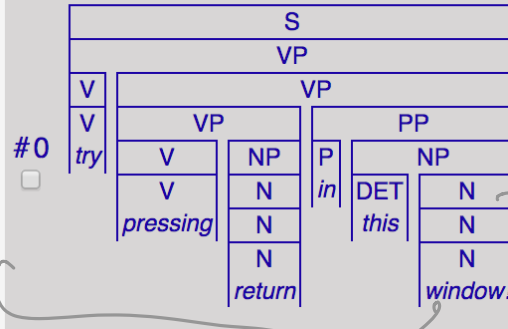 S
VP
V VP
V VP PP
#0 try V NP P NP
V N in DET N
pressing N this N
N N
return window.